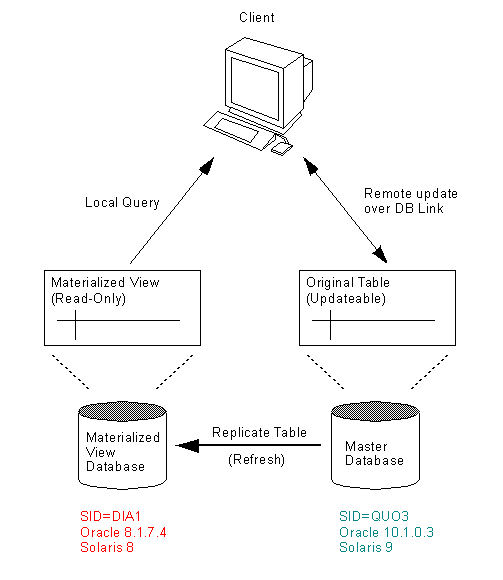 Client
Local Query
Remote update
over DB Link
Materialized View
(Read-Only)
Original Table
(Updateable)
Materialized
View
Database
Replicate Table
(Refresh)
Master
Database
SID=DIA1
Oracle 8.1.7.4
Solaris 8
SID=QUO3
Oracle 10.1.0.3
Solaris 9